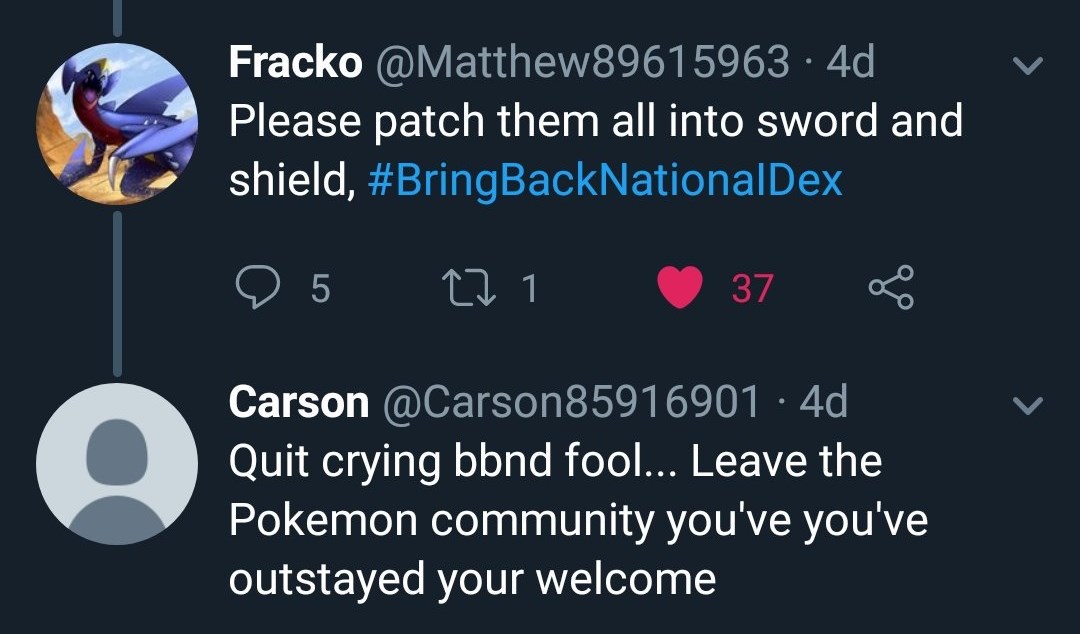 Fracko @Matthew89615963 · 4d
Please patch them all into sword and
shield, #BringBackNationalDex
5 1 37
Carson @Carson85916901 · 4d
Quit crying bbnd fool... Leave the
Pokemon community you've you've
outstayed your welcome